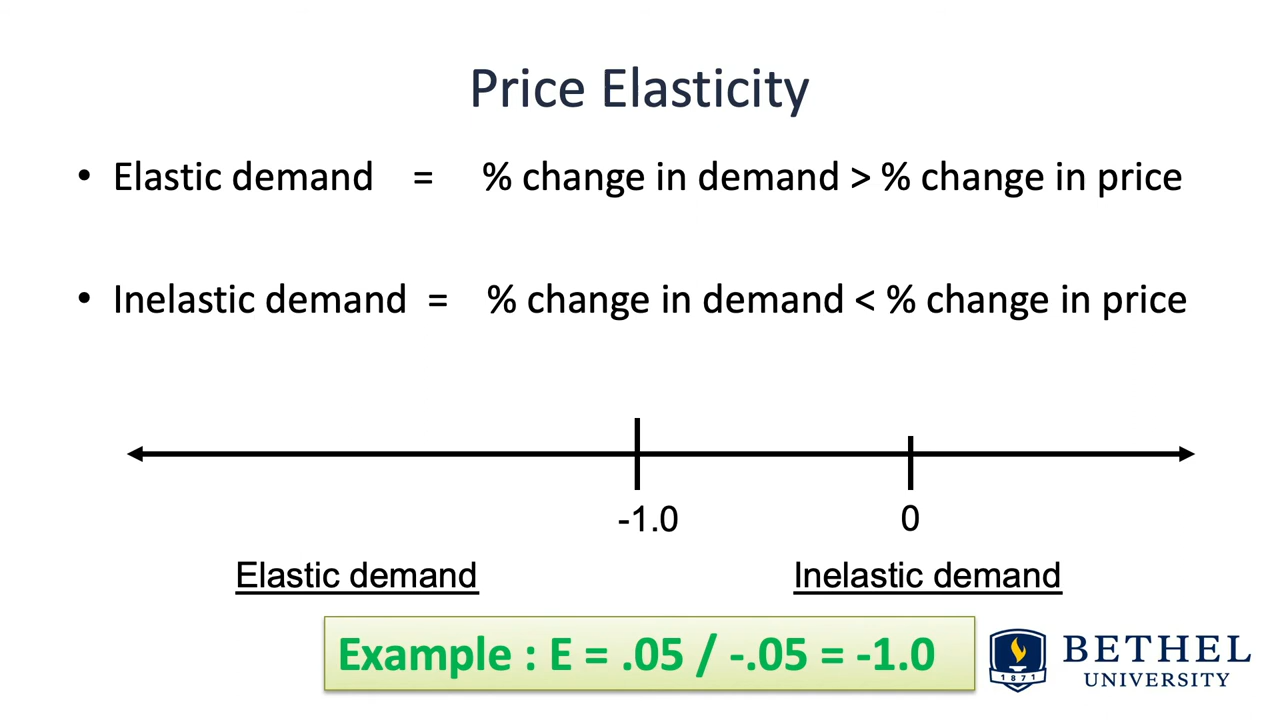 Price Elasticity
• Elastic demand = % change in demand > % change in price
• Inelastic demand = % change in demand < % change in price
-1.0 0
Elastic demand Inelastic demand
Example : E = .05 / -.05 = -1.0
BETHEL
UNIVERSITY
1871